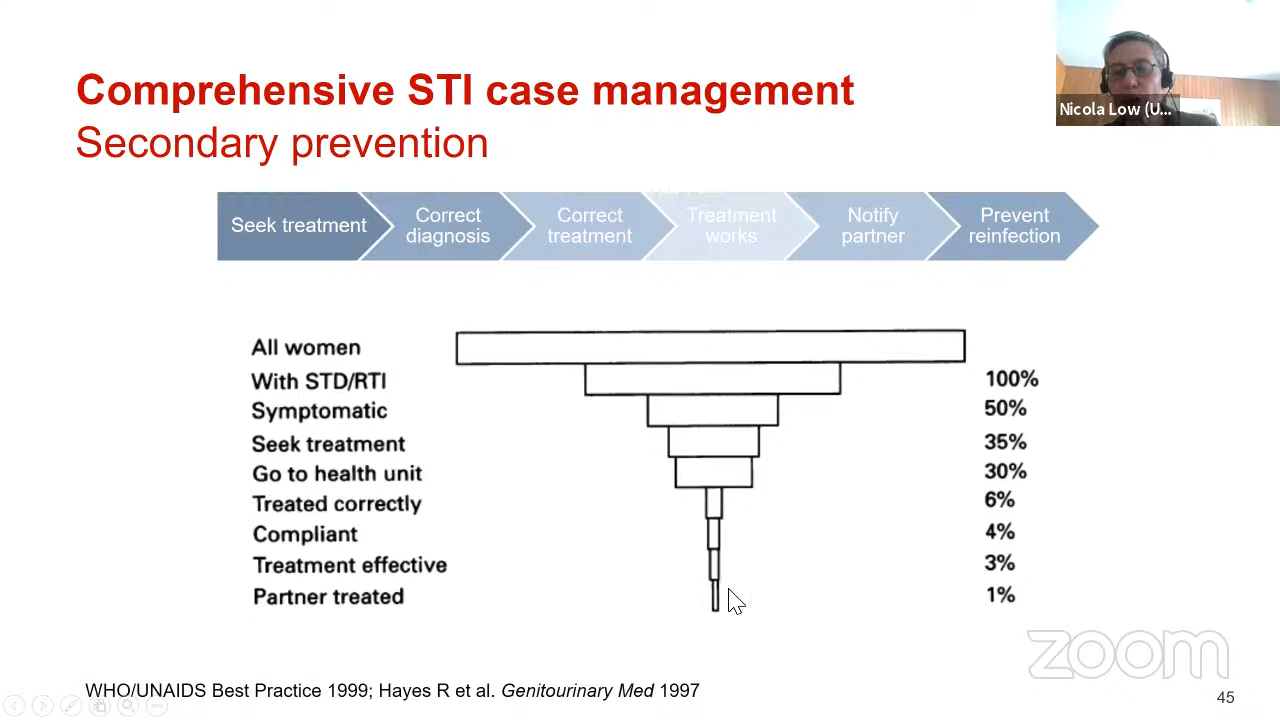 Comprehensive STI case management
Secondary prevention
Nicola Low (U...
Seek treatment
Correct
diagnosis
Correct
treatment
Treatment
works
Notify
partner
Prevent
reinfection
All women
With STD/RTI 100%
Symptomatic 50%
Seek treatment 35%
Go to health unit 30%
Treated correctly 6%
Compliant 4%
Treatment effective 3%
Partner treated 1%
zoom
WHO/UNAIDS Best Practice 1999; Hayes R et al. Genitourinary Med 1997
45